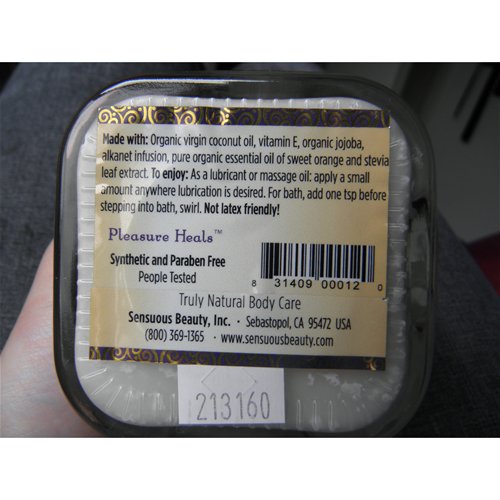 Made with: Organic virgin coconut oil, vitamin E, organic jojoba,
alkanet infusion, pure organic essential oil of sweet orange and stevia
leaf extract. To enjoy: As a lubricant or massage oil: apply a small
amount anywhere lubrication is desired. For bath, add one tsp before
stepping into bath, swirl. Not latex friendly!
Pleasure Heals™
Synthetic and Paraben Free
People Tested
8 31409 00012 0
Truly Natural Body Care
Sensuous Beauty, Inc. · Sebastopol, CA 95472 USA
(800) 369-1365 · www.sensuousbeauty.com
213160